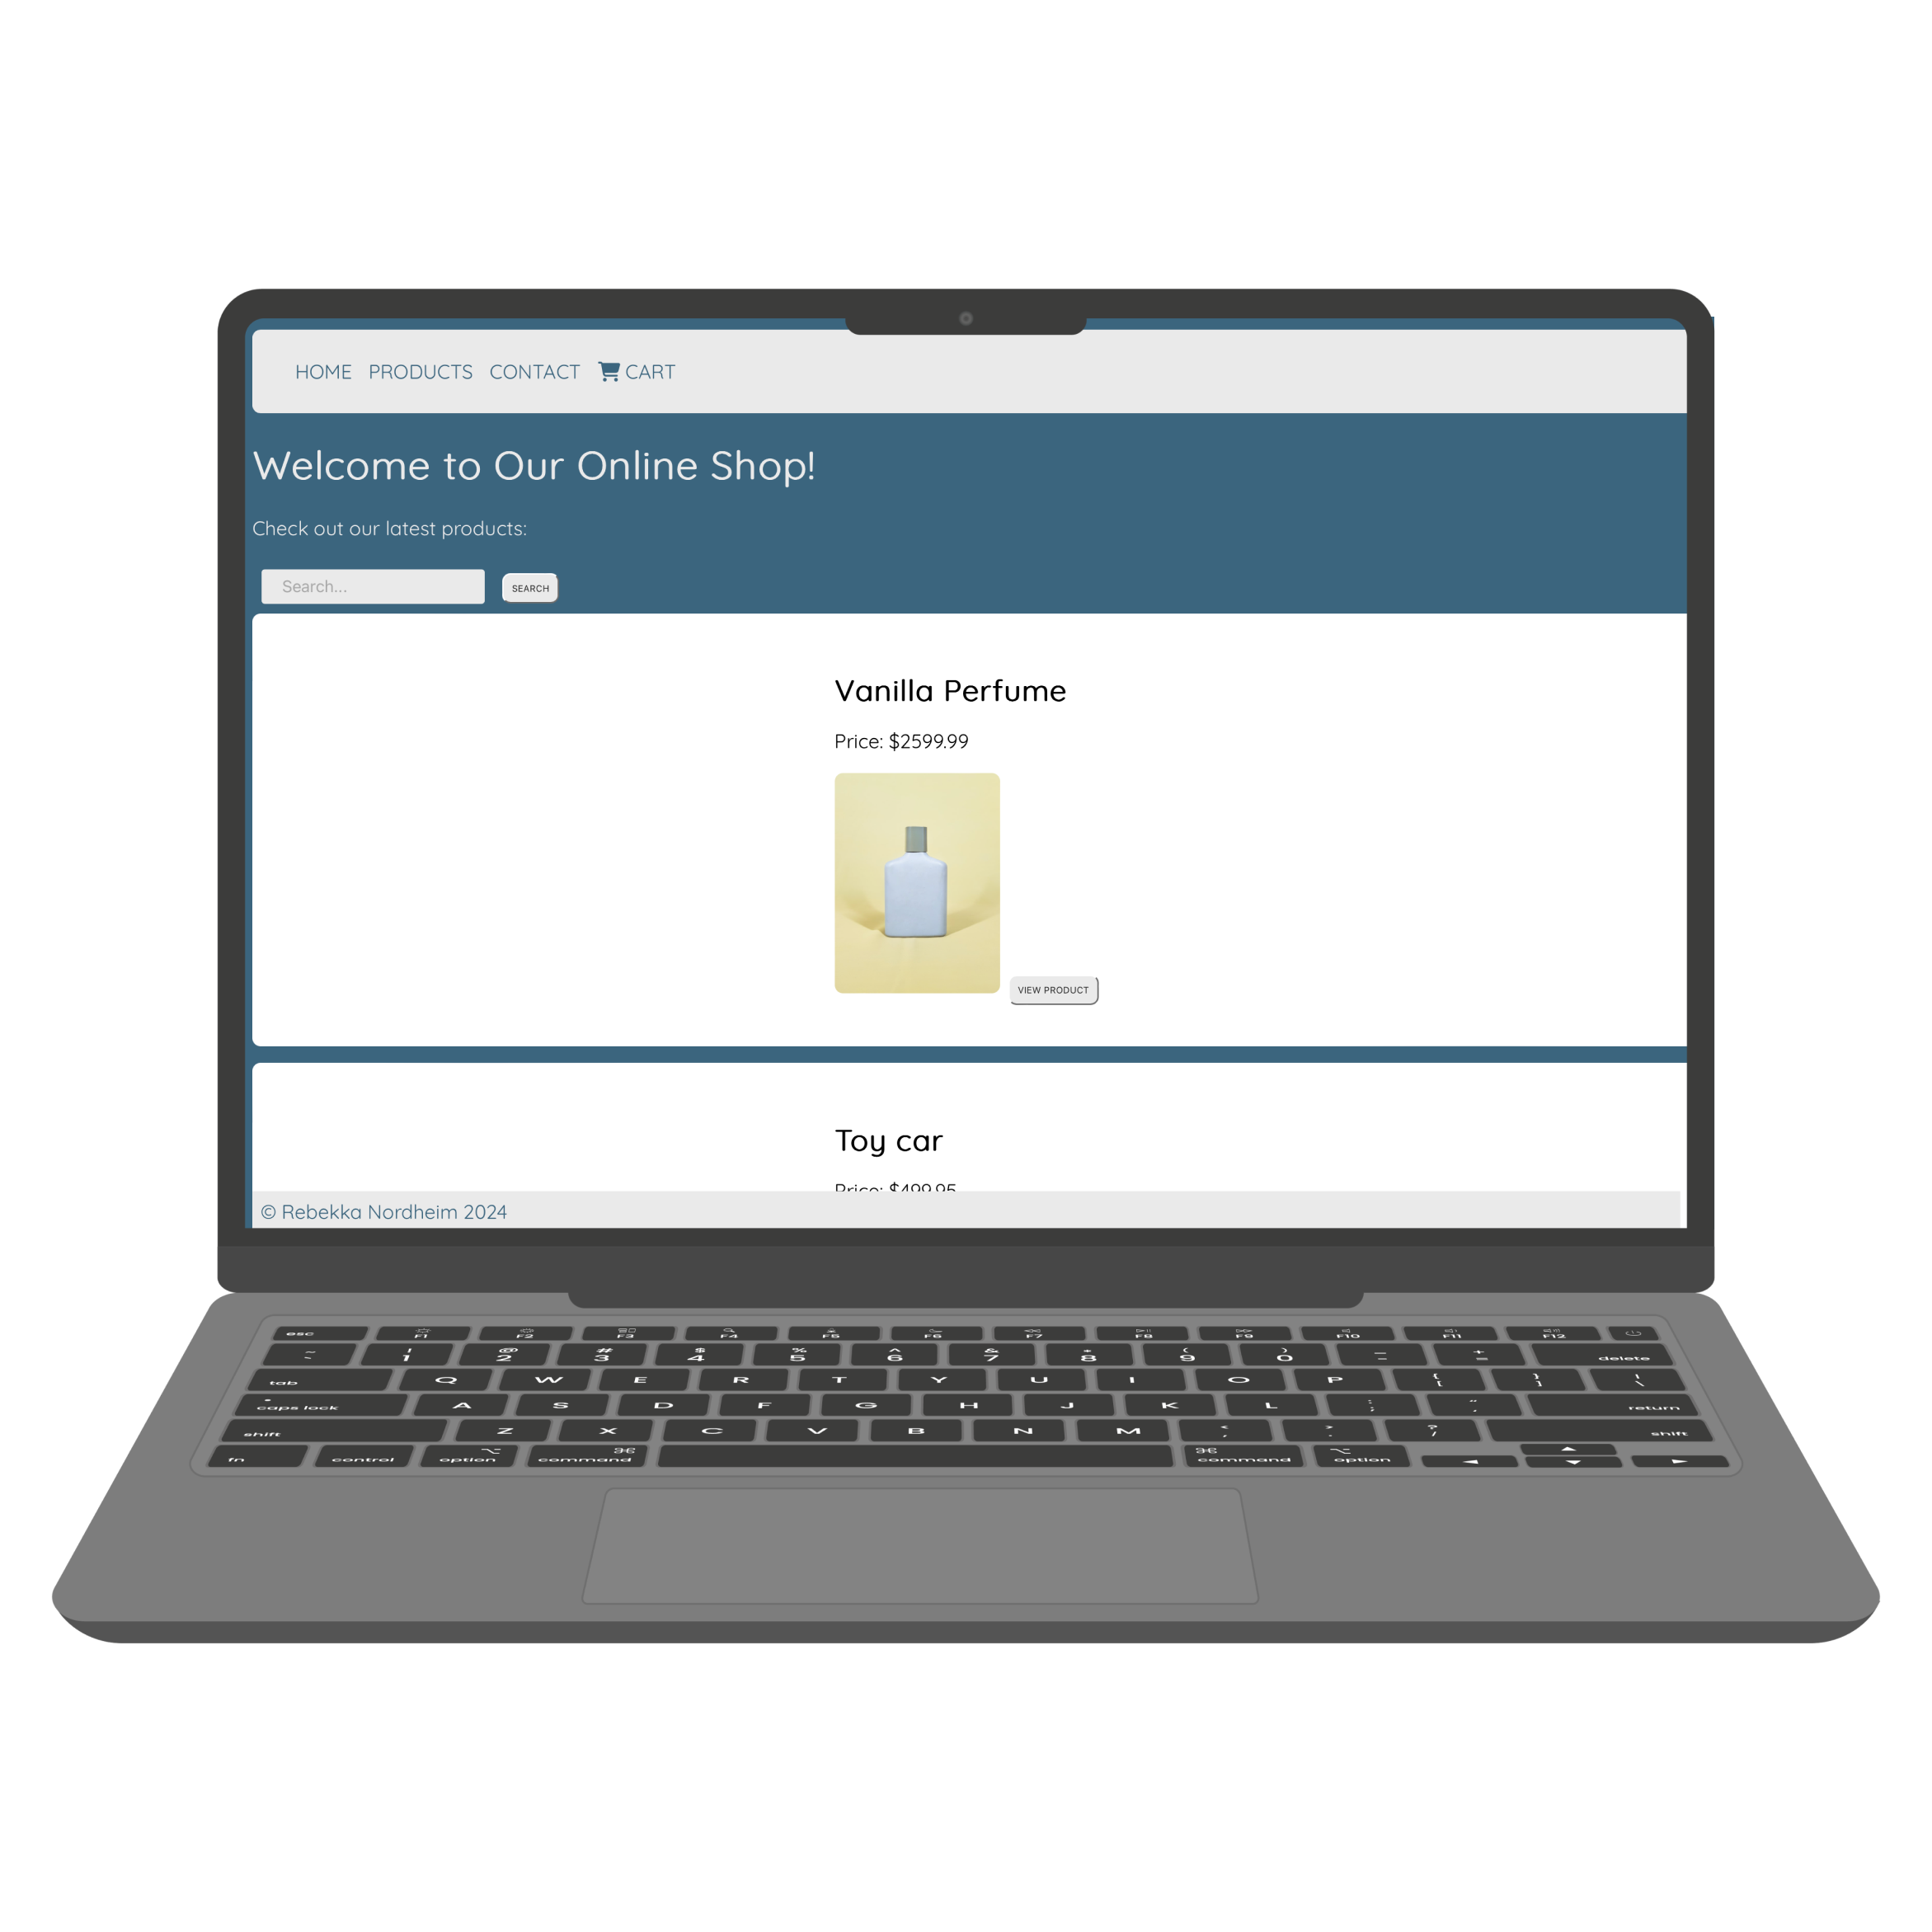 HOME PRODUCTS CONTACT CART
Welcome to Our Online Shop!
Check out our latest products:
Search... SEARCH
Vanilla Perfume
Price: $2599.99
VIEW PRODUCT
Toy car
Price: $499.95
© Rebekka Nordheim 2024
esc F1 F2 F3 F4 F5 F6 F7 F8 F9 F10 F11 F12
~ ! @ # $ % ^ & * ( ) _ +
` 1 2 3 4 5 6 7 8 9 0 - = delete
tab Q W E R T Y U I O P { [ } ] | \
caps lock A S D F G H J K L : ; " ' return
shift Z X C V B N M < , > . ? / shift
fn control option command ⌘ ⌘ command option